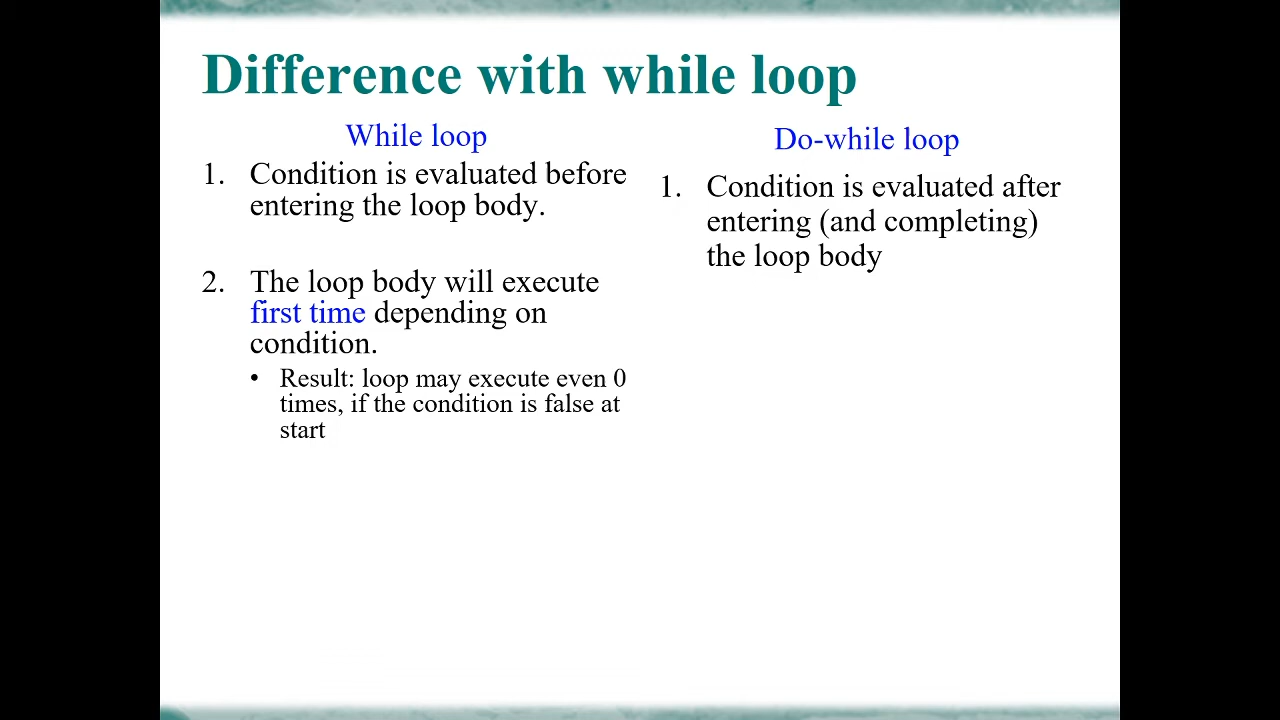 Difference with while loop
While loop
1. Condition is evaluated before
entering the loop body.
2. The loop body will execute
first time depending on
condition.
• Result: loop may execute even 0
times, if the condition is false at
start
Do-while loop
1. Condition is evaluated after
entering (and completing)
the loop body